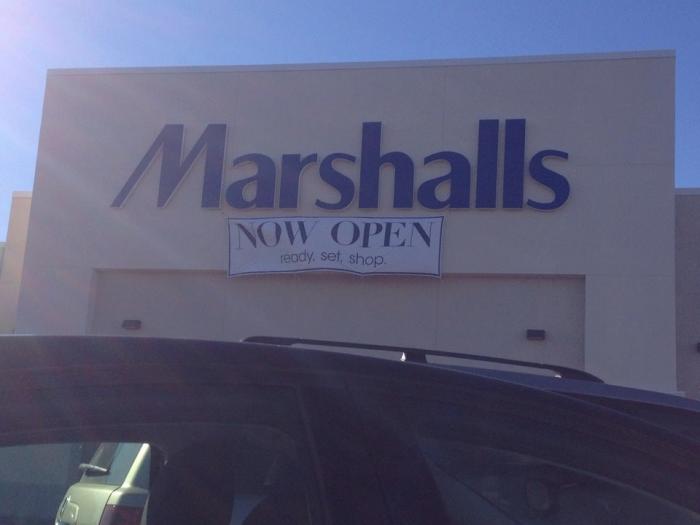 Marshalls
NOW OPEN
ready, set, shop.